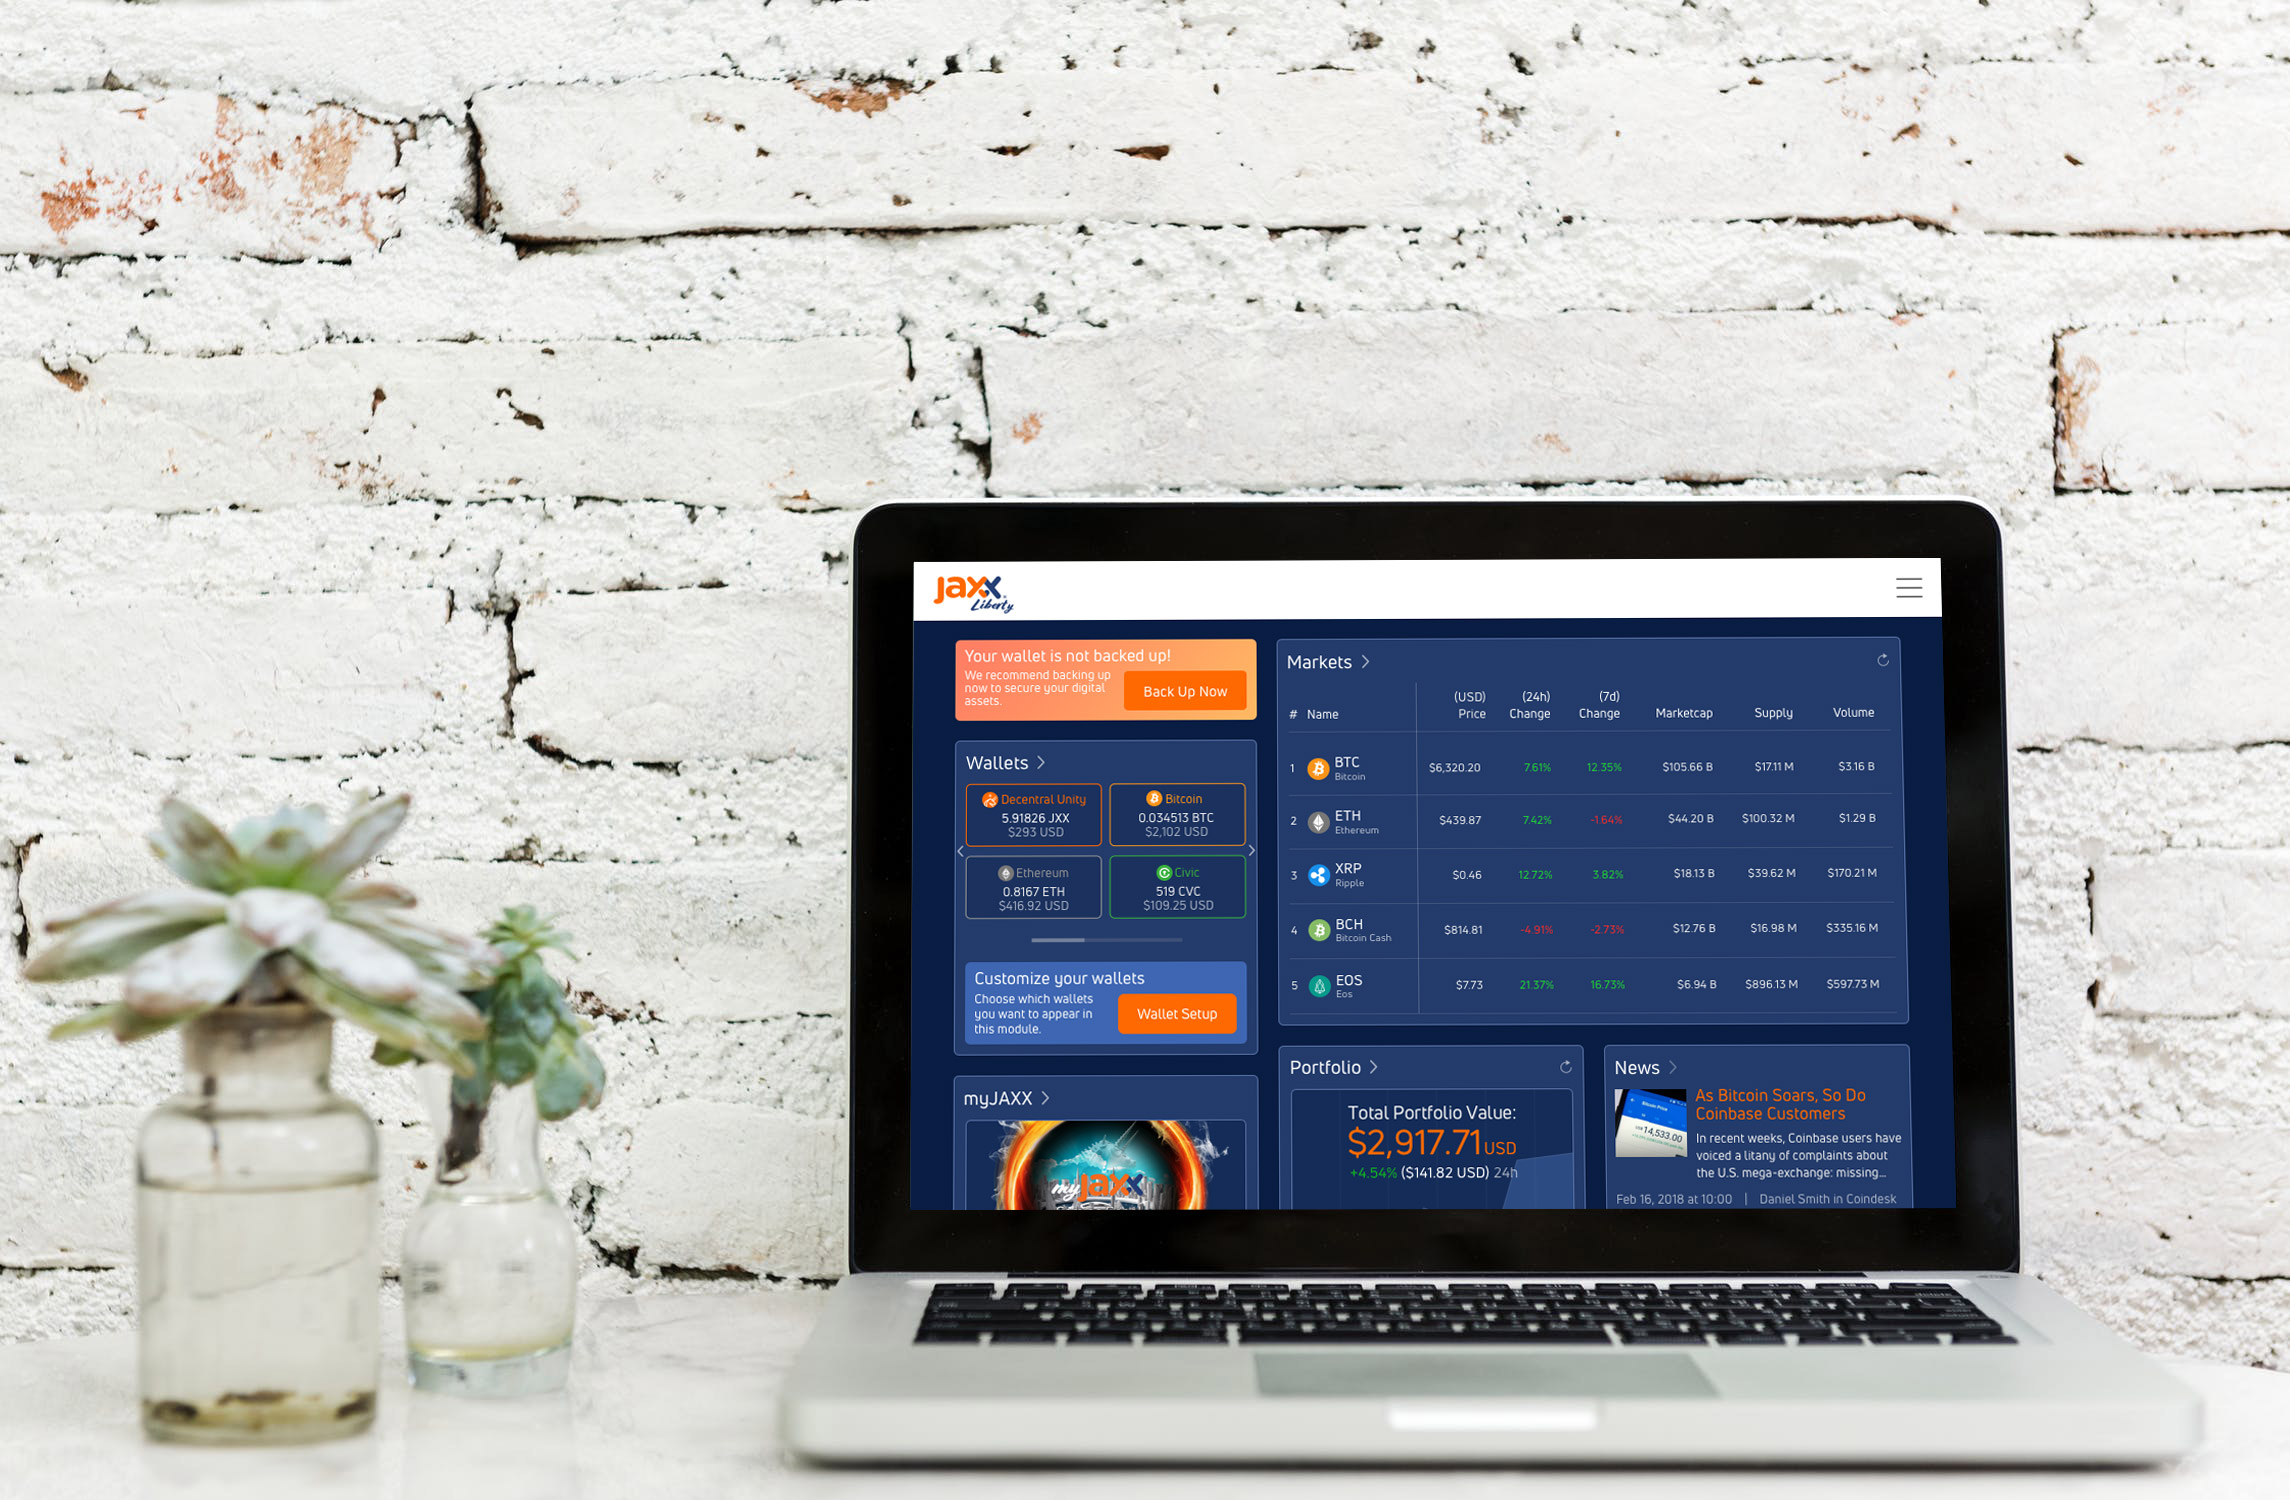 jaxx
Liberty
Your wallet is not backed up!
We recommend backing up
now to secure your digital
assets.
Back Up Now
Wallets
Decentral Unity
5.91826 JXX
$293 USD
Bitcoin
0.034513 BTC
$2,102 USD
Ethereum
0.8167 ETH
$416.92 USD
Civic
519 CVC
$109.25 USD
Customize your wallets
Choose which wallets
you want to appear in
this module.
Wallet Setup
myJAXX
my jaxx
Markets
# Name (USD) Price (24h) Change (7d) Change Marketcap Supply Volume
1 BTC Bitcoin $6,320.20 7.61% 12.35% $105.66 B $17.11 M $3.16 B
2 ETH Ethereum $439.87 7.42% -1.64% $44.20 B $100.32 M $1.29 B
3 XRP Ripple $0.46 12.72% 3.82% $18.13 B $39.62 M $170.21 M
4 BCH Bitcoin Cash $814.81 -4.91% -2.73% $12.76 B $16.98 M $335.16 M
5 EOS Eos $7.73 21.37% 16.73% $6.94 B $896.13 M $597.73 M
Portfolio
Total Portfolio Value:
$2,917.71 USD
+4.54% ($141.82 USD) 24h
News
Bitcoin Price
14,533.00
As Bitcoin Soars, So Do
Coinbase Customers
In recent weeks, Coinbase users have
voiced a litany of complaints about
the U.S. mega-exchange: missing...
Feb 16, 2018 at 10:00 | Daniel Smith in Coindesk